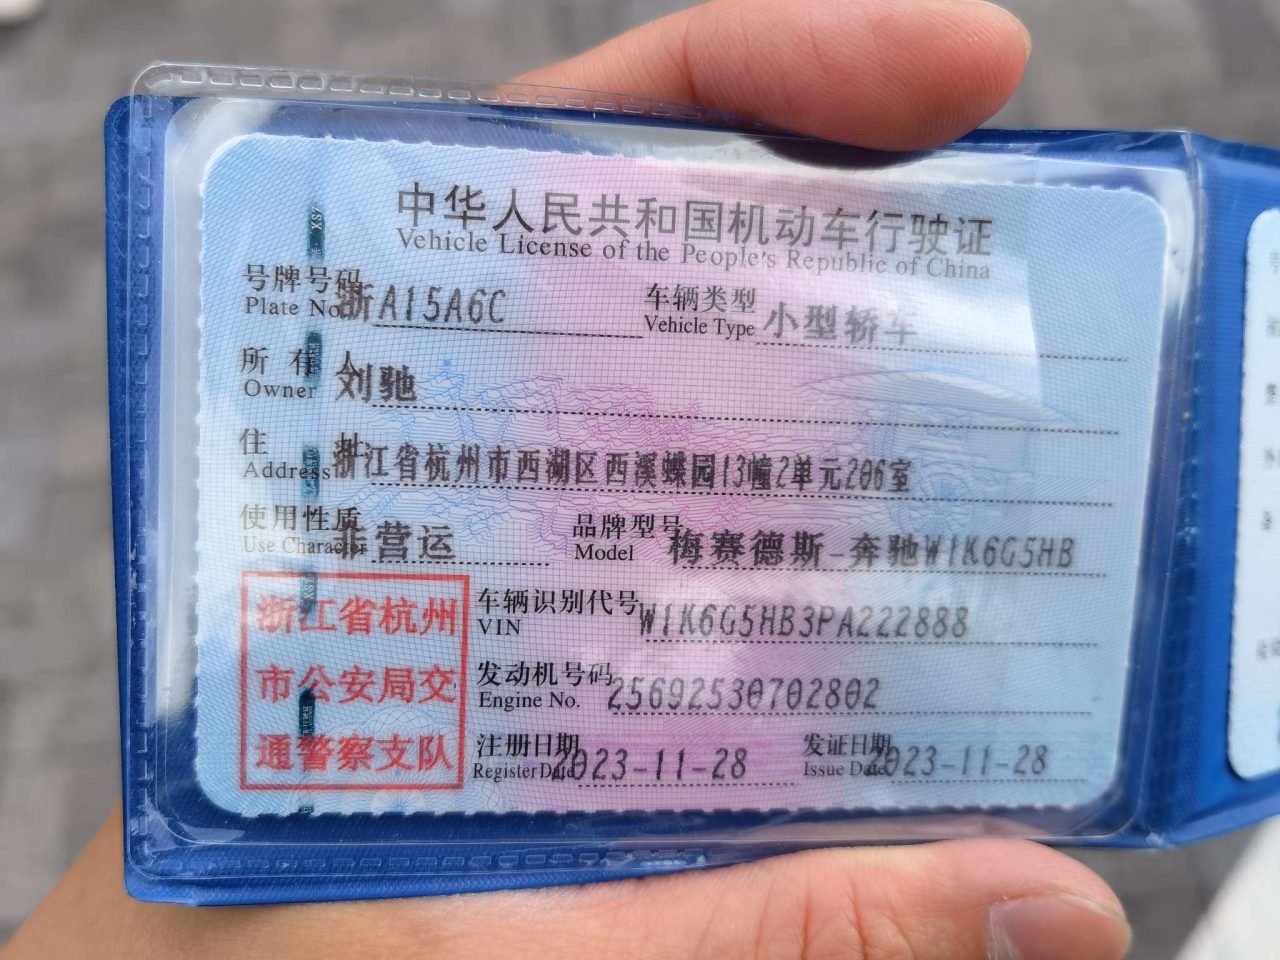 中华人民共和国机动车行驶证
Vehicle License of the People's Republic of China
号牌号码 浙A15A6C 车辆类型 小型轿车
Plate No. Vehicle Type
所有人 刘驰
Owner
住址 浙江省杭州市西湖区西溪蝶园13幢2单元206室
Address
使用性质 非营运 品牌型号 梅赛德斯-奔驰W1K6G5HB
Use Character Model
浙江省杭州
市公安局交
通警察支队
车辆识别代号 W1K6G5HB3PA222888
VIN
发动机号码 25692530702802
Engine No.
注册日期 2023-11-28 发证日期 2023-11-28
Register Date Issue Date